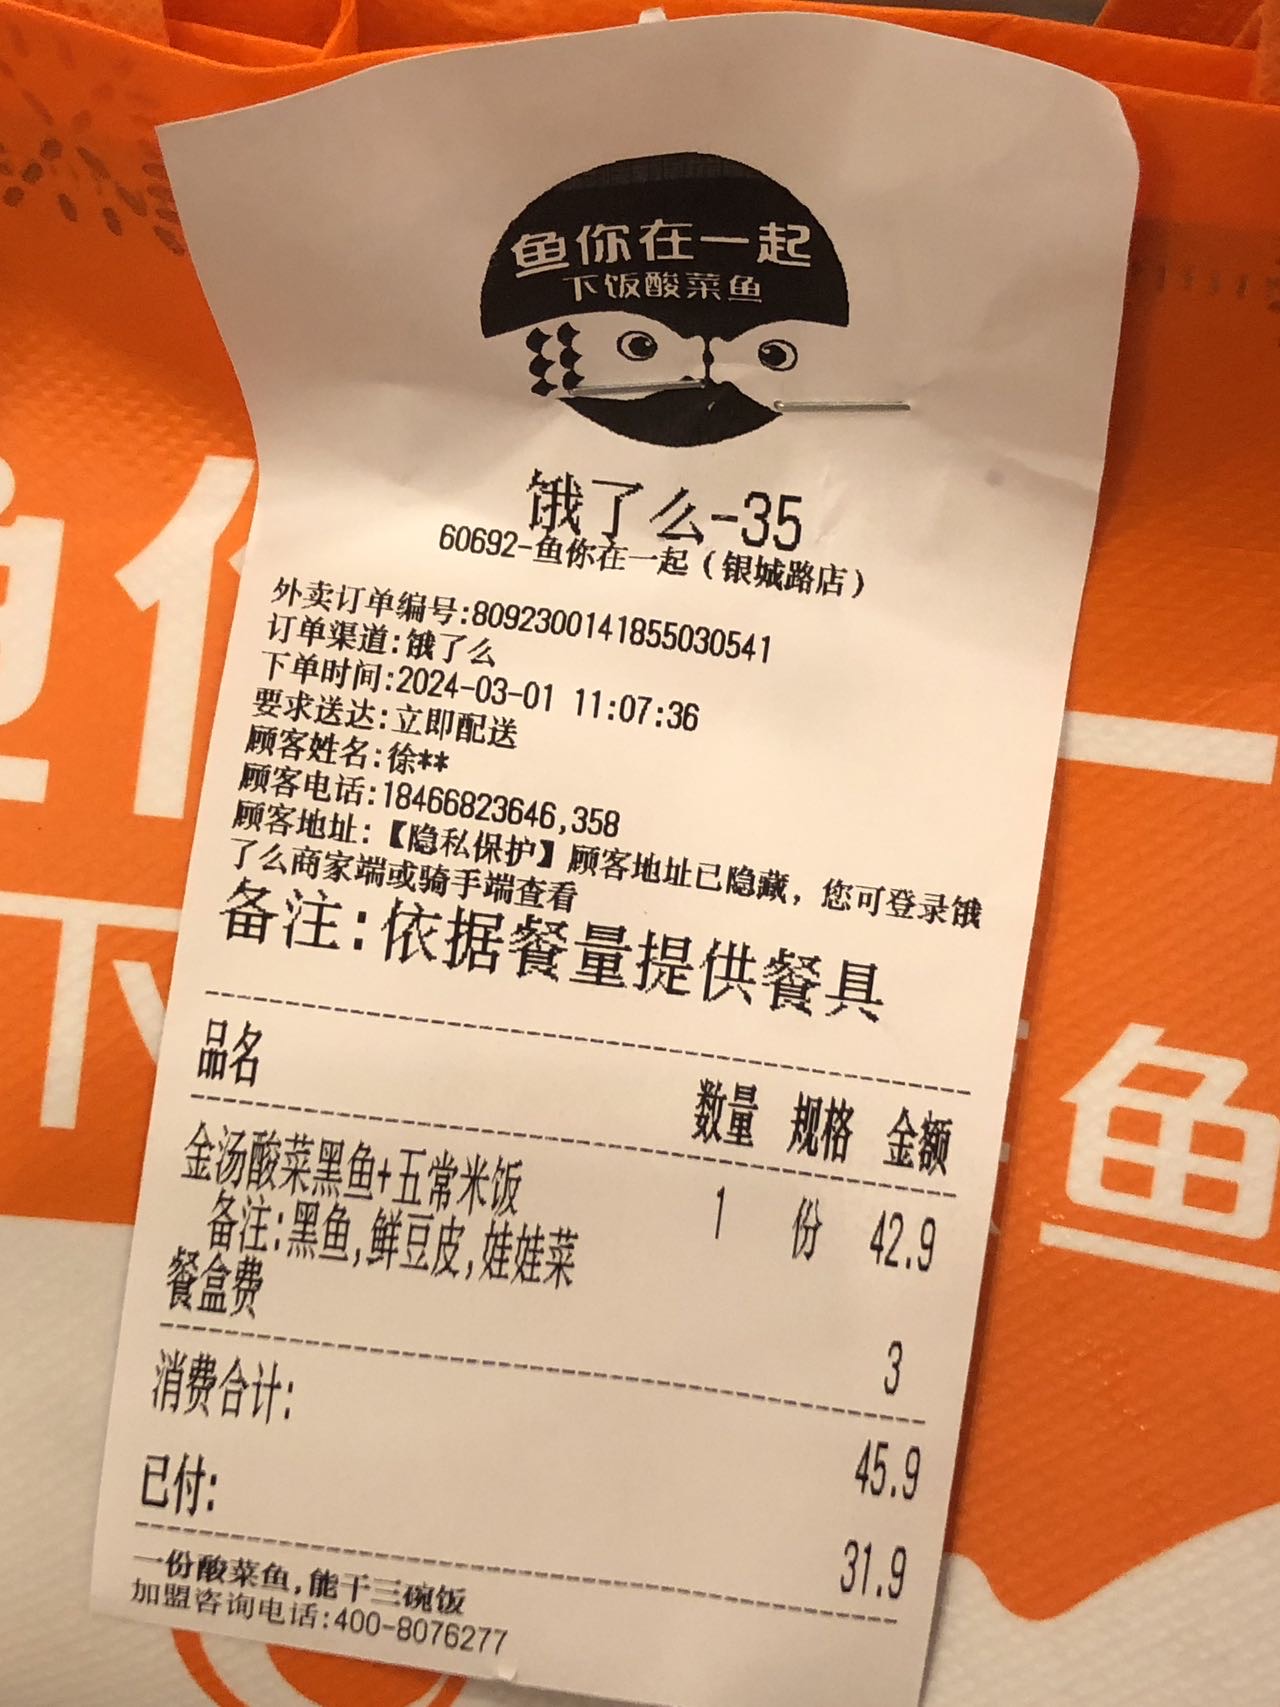 鱼你在一起
下饭酸菜鱼
饿了么-35
60692-鱼你在一起(银城路店)
外卖订单编号:8092300141855030541
订单渠道:饿了么
下单时间:2024-03-01 11:07:36
要求送达:立即配送
顾客姓名:徐**
顾客电话:18466823646,358
顾客地址:【隐私保护】顾客地址已隐藏，您可登录饿
了么商家端或骑手端查看
备注:依据餐量提供餐具
品名 数量 规格 金额
金汤酸菜黑鱼+五常米饭 1 份 42.9
备注:黑鱼,鲜豆皮,娃娃菜
餐盒费 3
消费合计: 45.9
已付: 31.9
一份酸菜鱼,能干三碗饭
加盟咨询电话:400-8076277
你 一
下 鱼